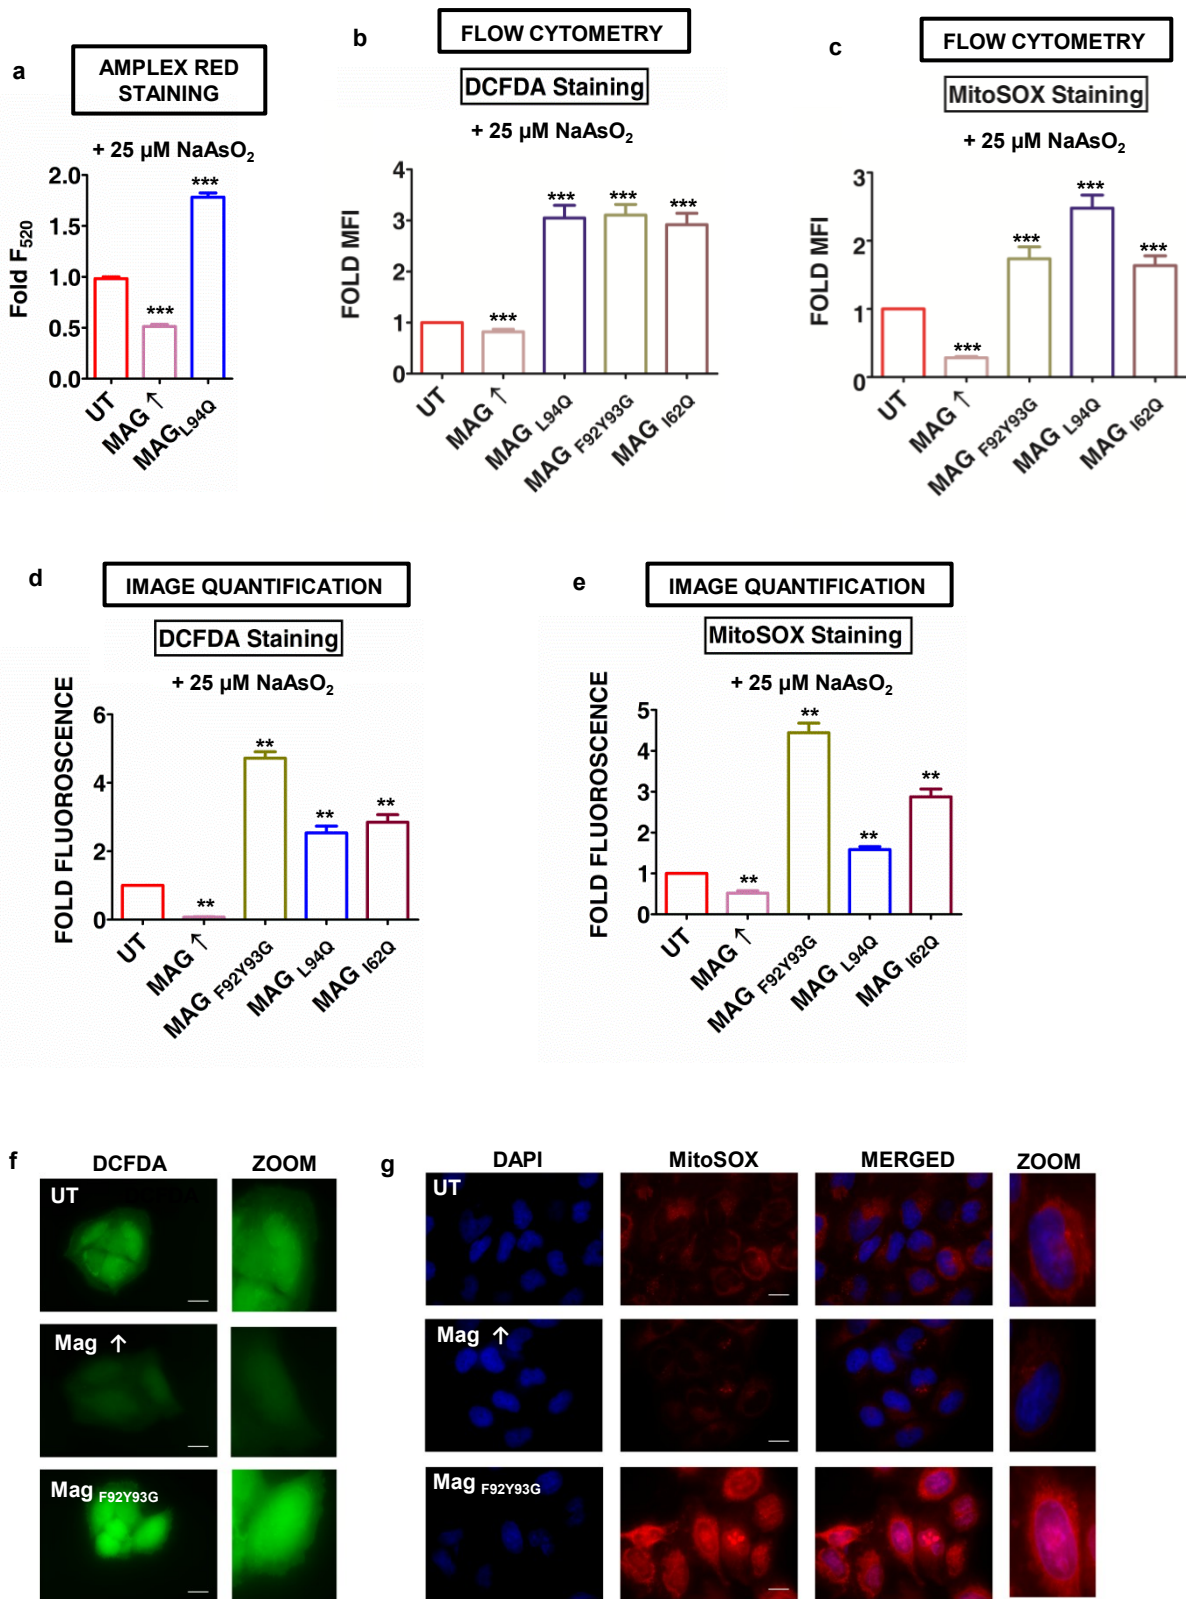 a
AMPLEX RED
STAINING
+ 25 µM NaAsO2
Fold F520
2.0
1.5
1.0
0.5
0.0
***
***
UT
MAG ↑
MAG L94Q
b
FLOW CYTOMETRY
DCFDA Staining
+ 25 µM NaAsO2
FOLD MFI
4
3
2
1
0
***
***
***
***
UT
MAG ↑
MAG L94Q
MAG F92Y93G
MAG I62Q
c
FLOW CYTOMETRY
MitoSOX Staining
+ 25 µM NaAsO2
FOLD MFI
3
2
1
0
***
***
***
***
UT
MAG ↑
MAG F92Y93G
MAG L94Q
MAG I62Q
d
IMAGE QUANTIFICATION
DCFDA Staining
+ 25 µM NaAsO2
FOLD FLUOROSCENCE
6
4
2
0
**
**
**
**
UT
MAG ↑
MAG F92Y93G
MAG L94Q
MAG I62Q
e
IMAGE QUANTIFICATION
MitoSOX Staining
+ 25 µM NaAsO2
FOLD FLUOROSCENCE
5
4
3
2
1
0
**
**
**
**
UT
MAG ↑
MAG F92Y93G
MAG L94Q
MAG I62Q
f
DCFDA
ZOOM
UT
Mag ↑
Mag F92Y93G
g
DAPI
MitoSOX
MERGED
ZOOM
UT
Mag ↑
Mag F92Y93G